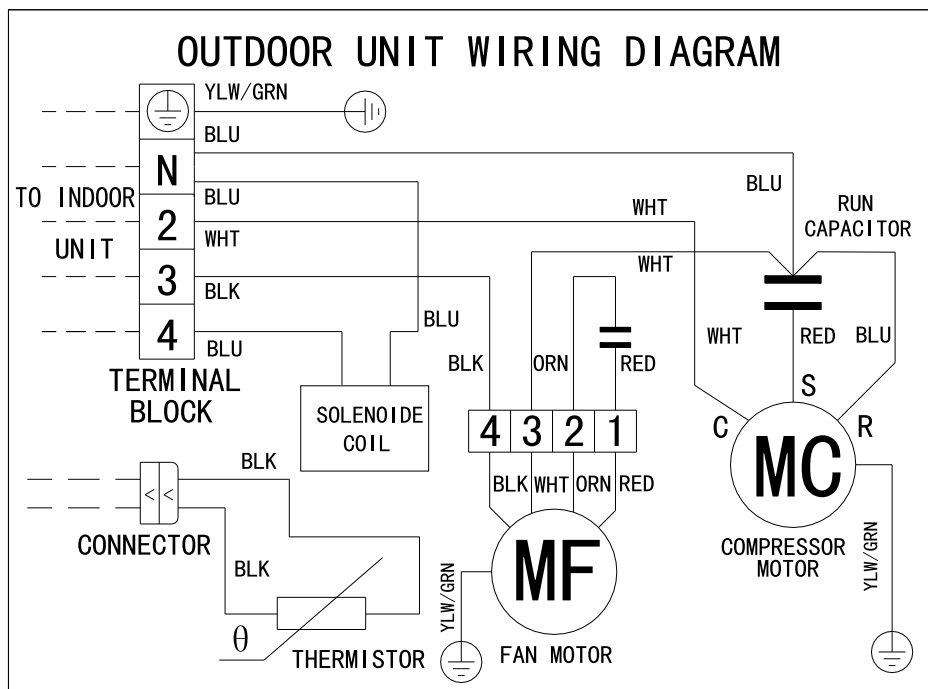 OUTDOOR UNIT WIRING DIAGRAM
YLW/GRN
BLU
N
TO INDOOR
UNIT
BLU
2
WHT
3
BLK
4
BLU
TERMINAL
BLOCK
BLU
SOLENOIDE
COIL
WHT
BLU
RUN
CAPACITOR
WHT
BLK
ORN
RED
WHT
RED
BLU
4 3 2 1
BLK WHT ORN RED
MF
FAN MOTOR
YLW/GRN
C
S
R
MC
COMPRESSOR
MOTOR
YLW/GRN
BLK
<<
CONNECTOR
BLK
θ
THERMISTOR